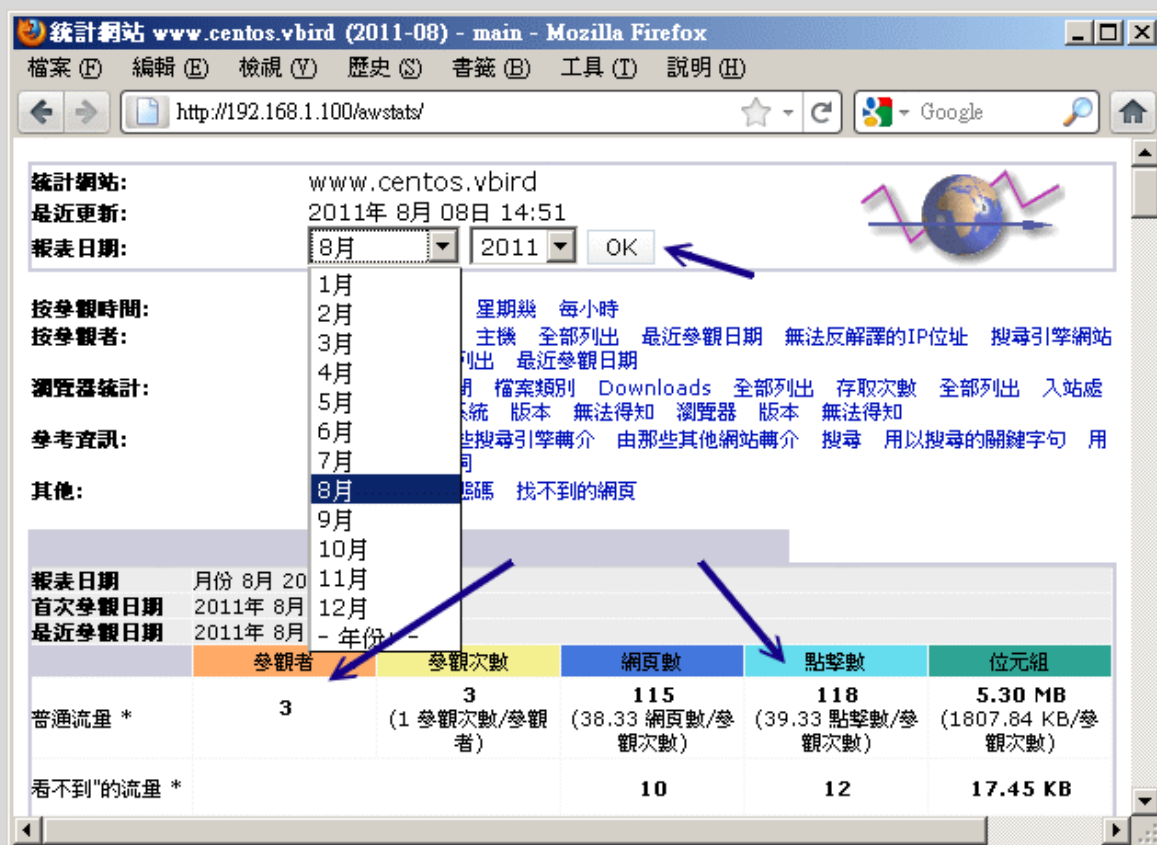 統計網站 www.centos.vbird (2011-08) - main - Mozilla Firefox
檔案(F) 編輯(E) 檢視(V) 歷史(S) 書籤(B) 工具(T) 說明(H)
http://192.168.1.100/awstats/ Google
統計網站: www.centos.vbird
最近更新: 2011年 8月 08日 14:51
報表日期: 8月 2011 OK
1月
2月
3月
4月
5月
6月
7月
8月
9月
10月
11月
12月
- 年份 -
按參觀時間: 星期幾 每小時
按參觀者: 主機 全部列出 最近參觀日期 無法反解譯的IP位址 搜尋引擎網站
列出 最近參觀日期
瀏覽器統計: 檔案類別 Downloads 全部列出 存取次數 全部列出 入站處
系統 版本 無法得知 瀏覽器 版本 無法得知
參考資訊: 些搜尋引擎轉介 由那些其他網站轉介 搜尋 用以搜尋的關鍵字句 用
詞
其他: 態碼 找不到的網頁
報表日期 月份 8月 20
首次參觀日期 2011年 8月
最近參觀日期 2011年 8月
參觀者 參觀次數 網頁數 點擊數 位元組
普通流量 * 3 3 115 118 5.30 MB
(1 參觀次數/參觀 (38.33 網頁數/參 (39.33 點擊數/參 (1807.84 KB/參
者) 觀次數) 觀次數) 觀次數)
看不到"的流量 * 10 12 17.45 KB